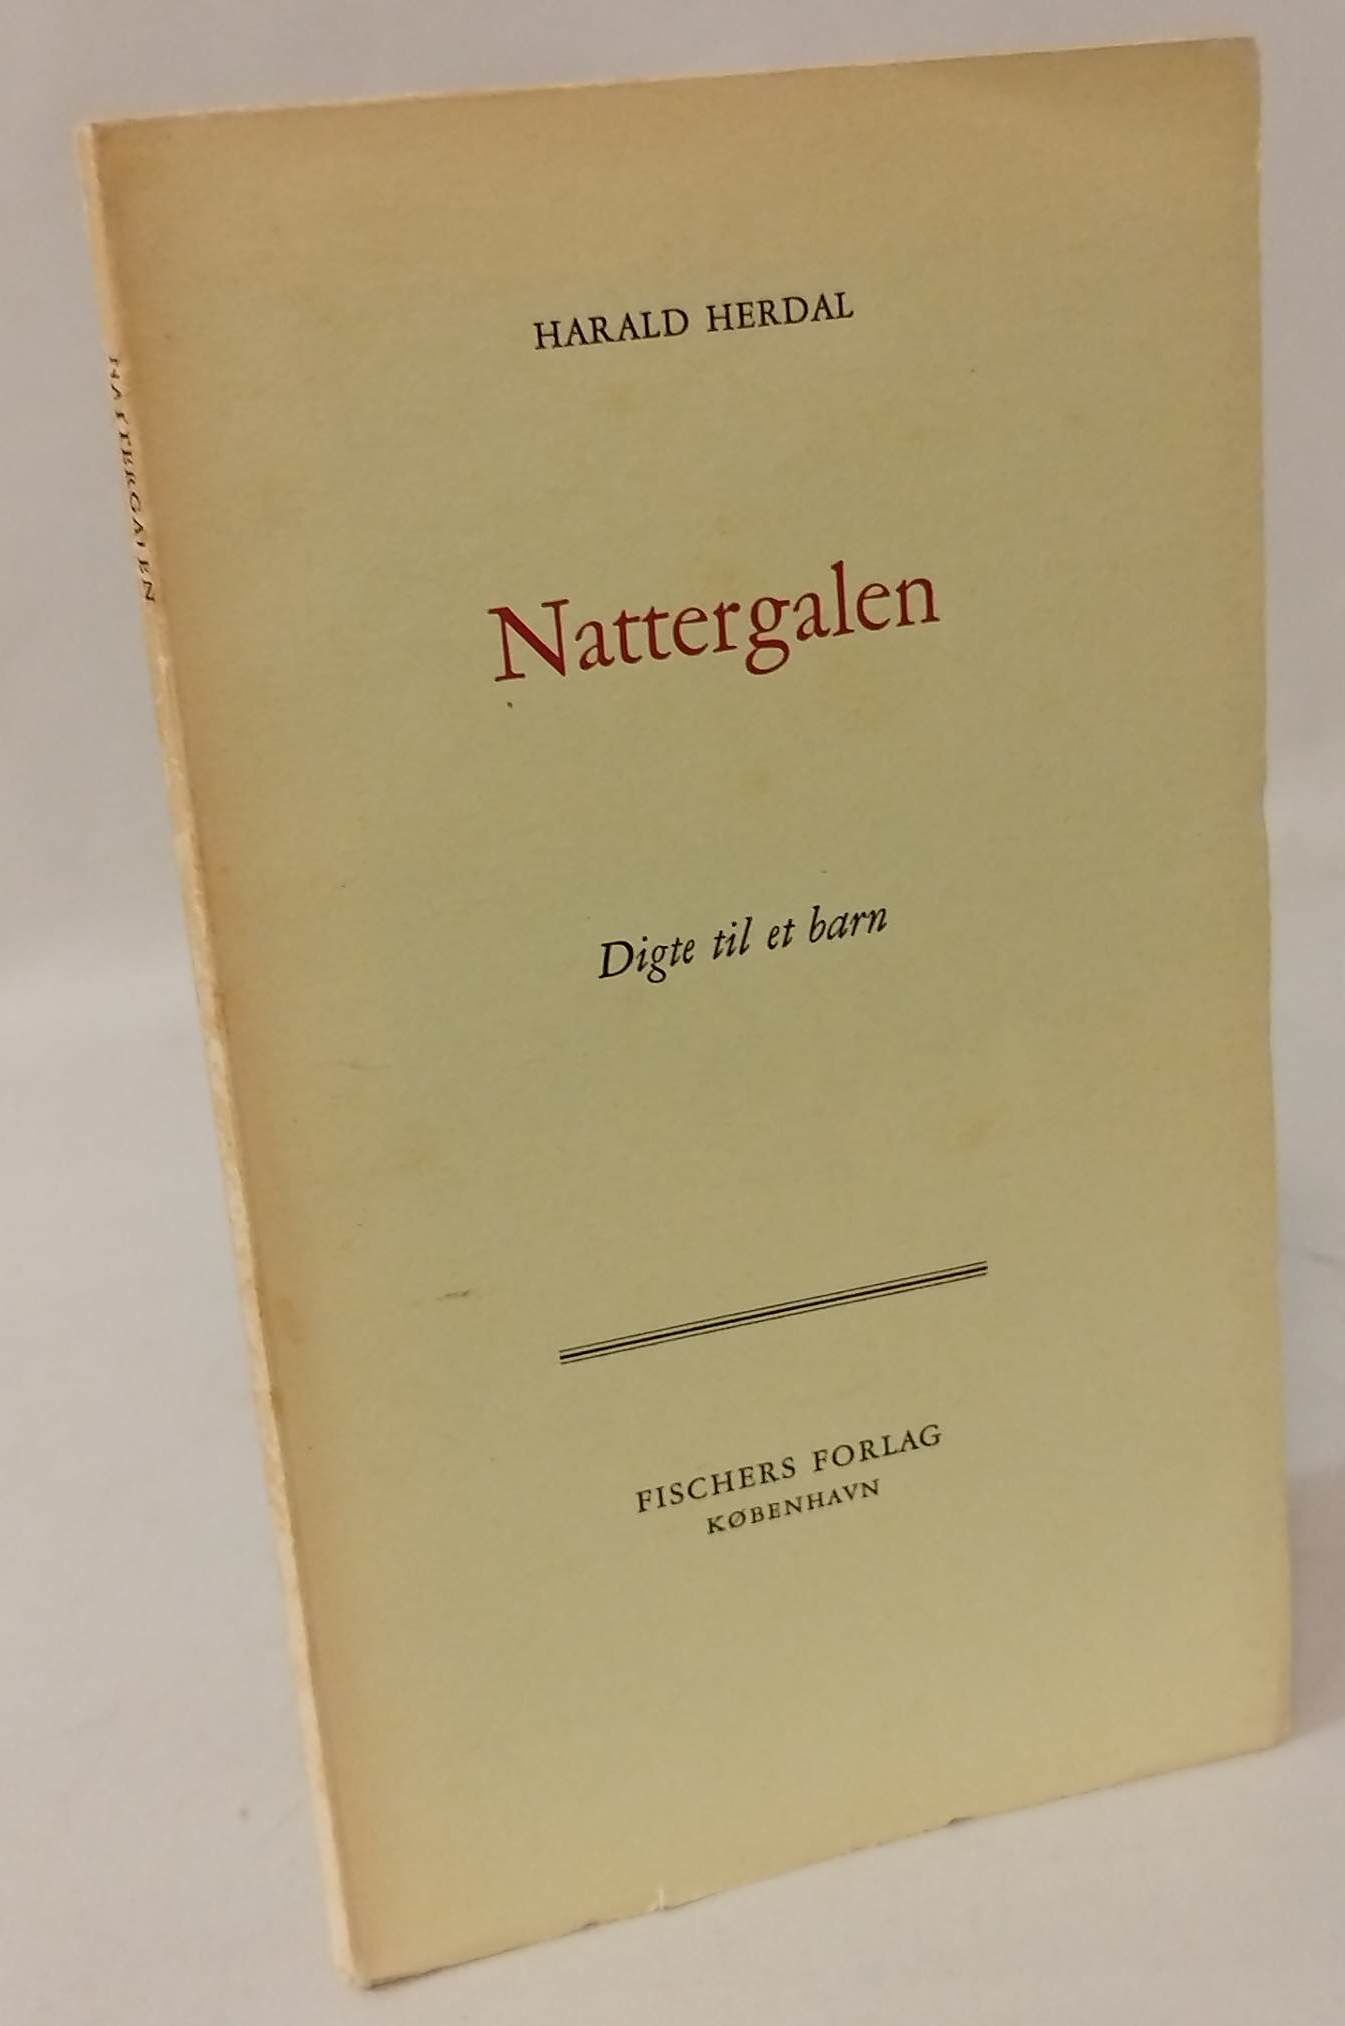 HARALD HERDAL
Nattergalen
Digte til et barn
FISCHERS FORLAG
KØBENHAVN
NATTERGALEN